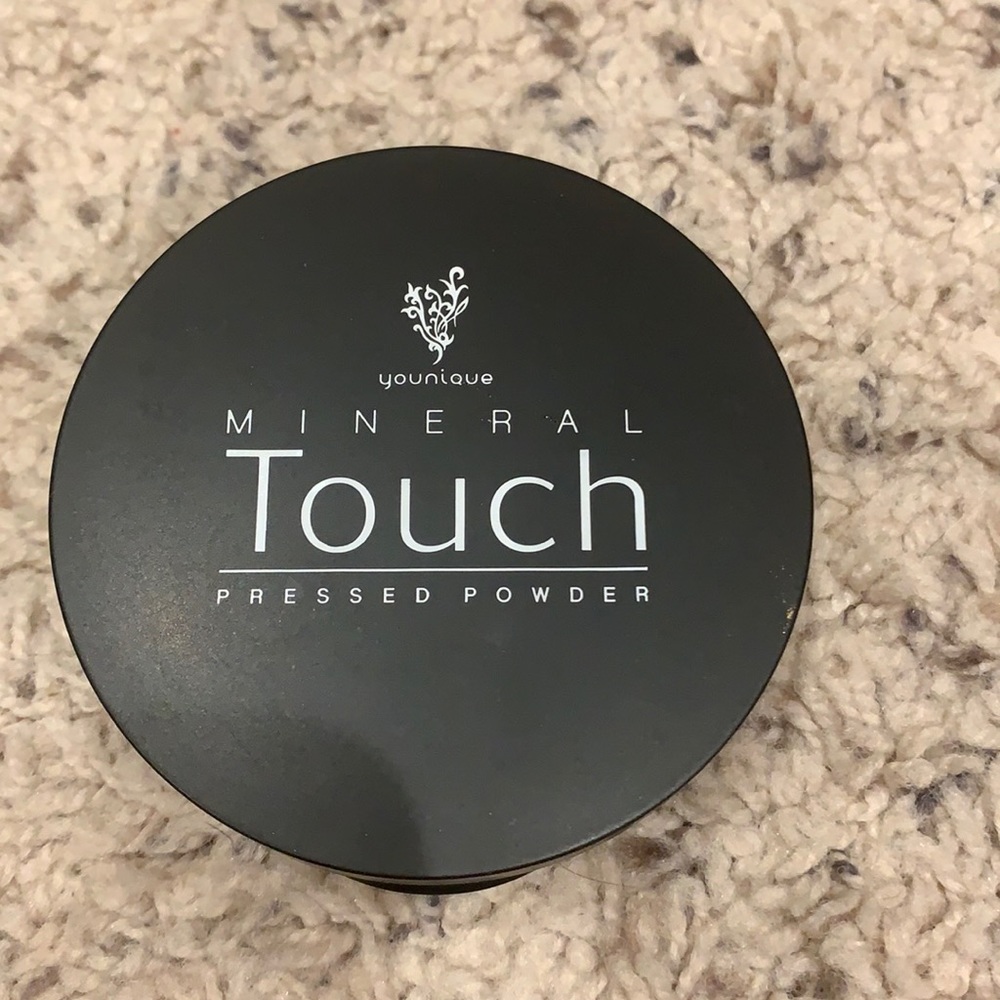 younique
MINERAL
Touch
PRESSED POWDER